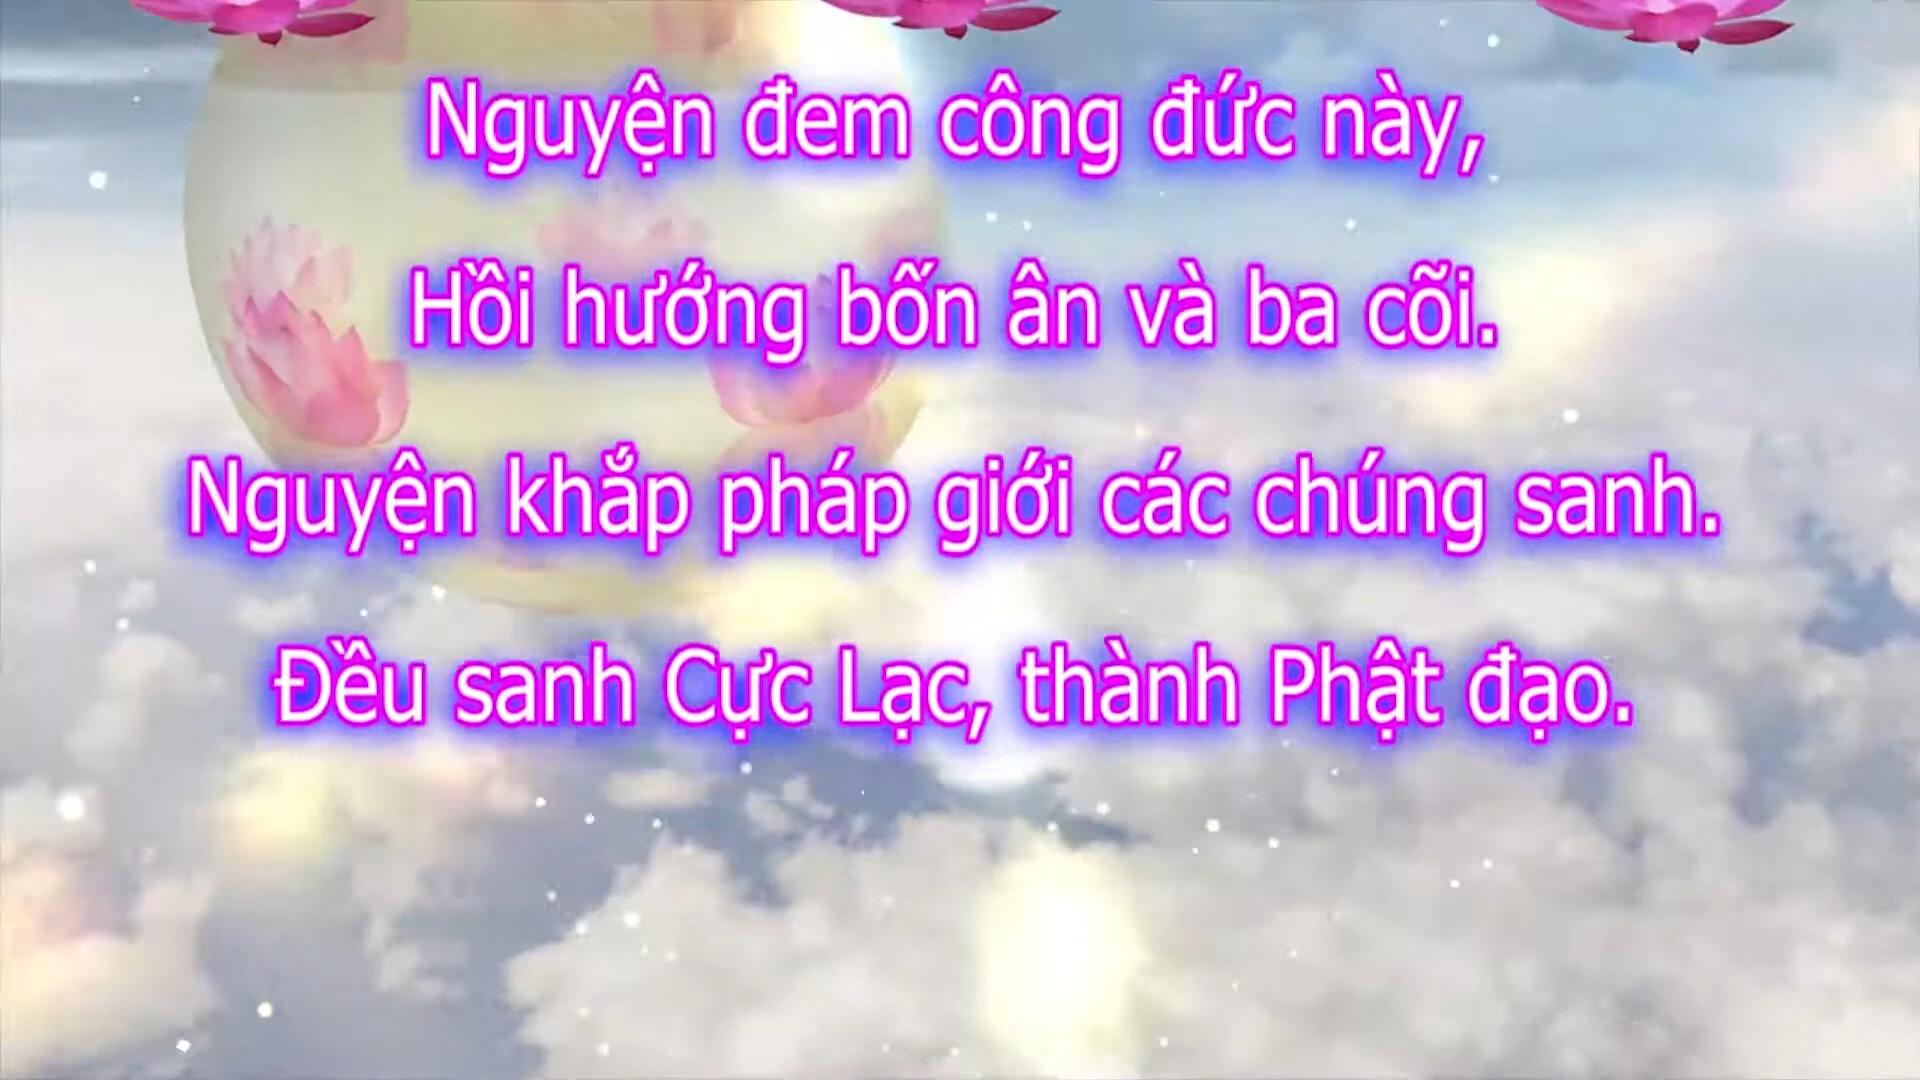 Nguyện đem công đức này,
Hồi hướng bốn ân và ba cõi.
Nguyện khắp pháp giới các chúng sanh.
Đều sanh Cực Lạc, thành Phật đạo.